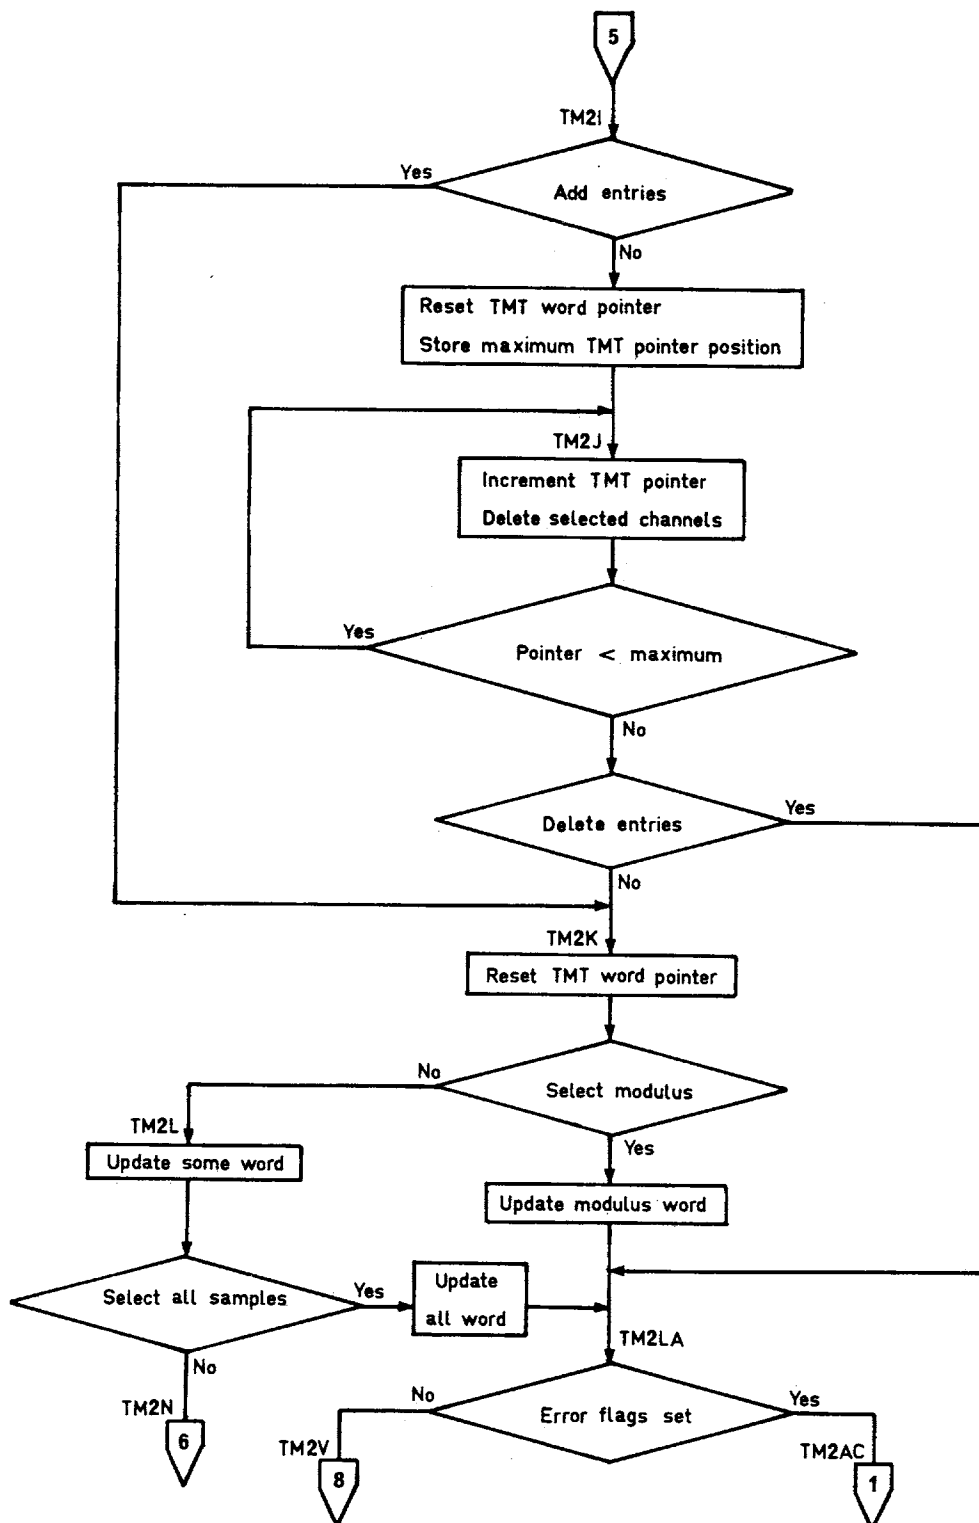 5
TM2I
Yes
Add entries
No
Reset TMT word pointer
Store maximum TMT pointer position
TM2J
Increment TMT pointer
Delete selected channels
Yes
Pointer < maximum
No
Delete entries
Yes
No
TM2K
Reset TMT word pointer
No
Select modulus
TM2L
Yes
Update some word
Update modulus word
Select all samples
Yes
Update
all word
No
TM2LA
No
Error flags set
Yes
TM2N
6
TM2V
8
TM2AC
1